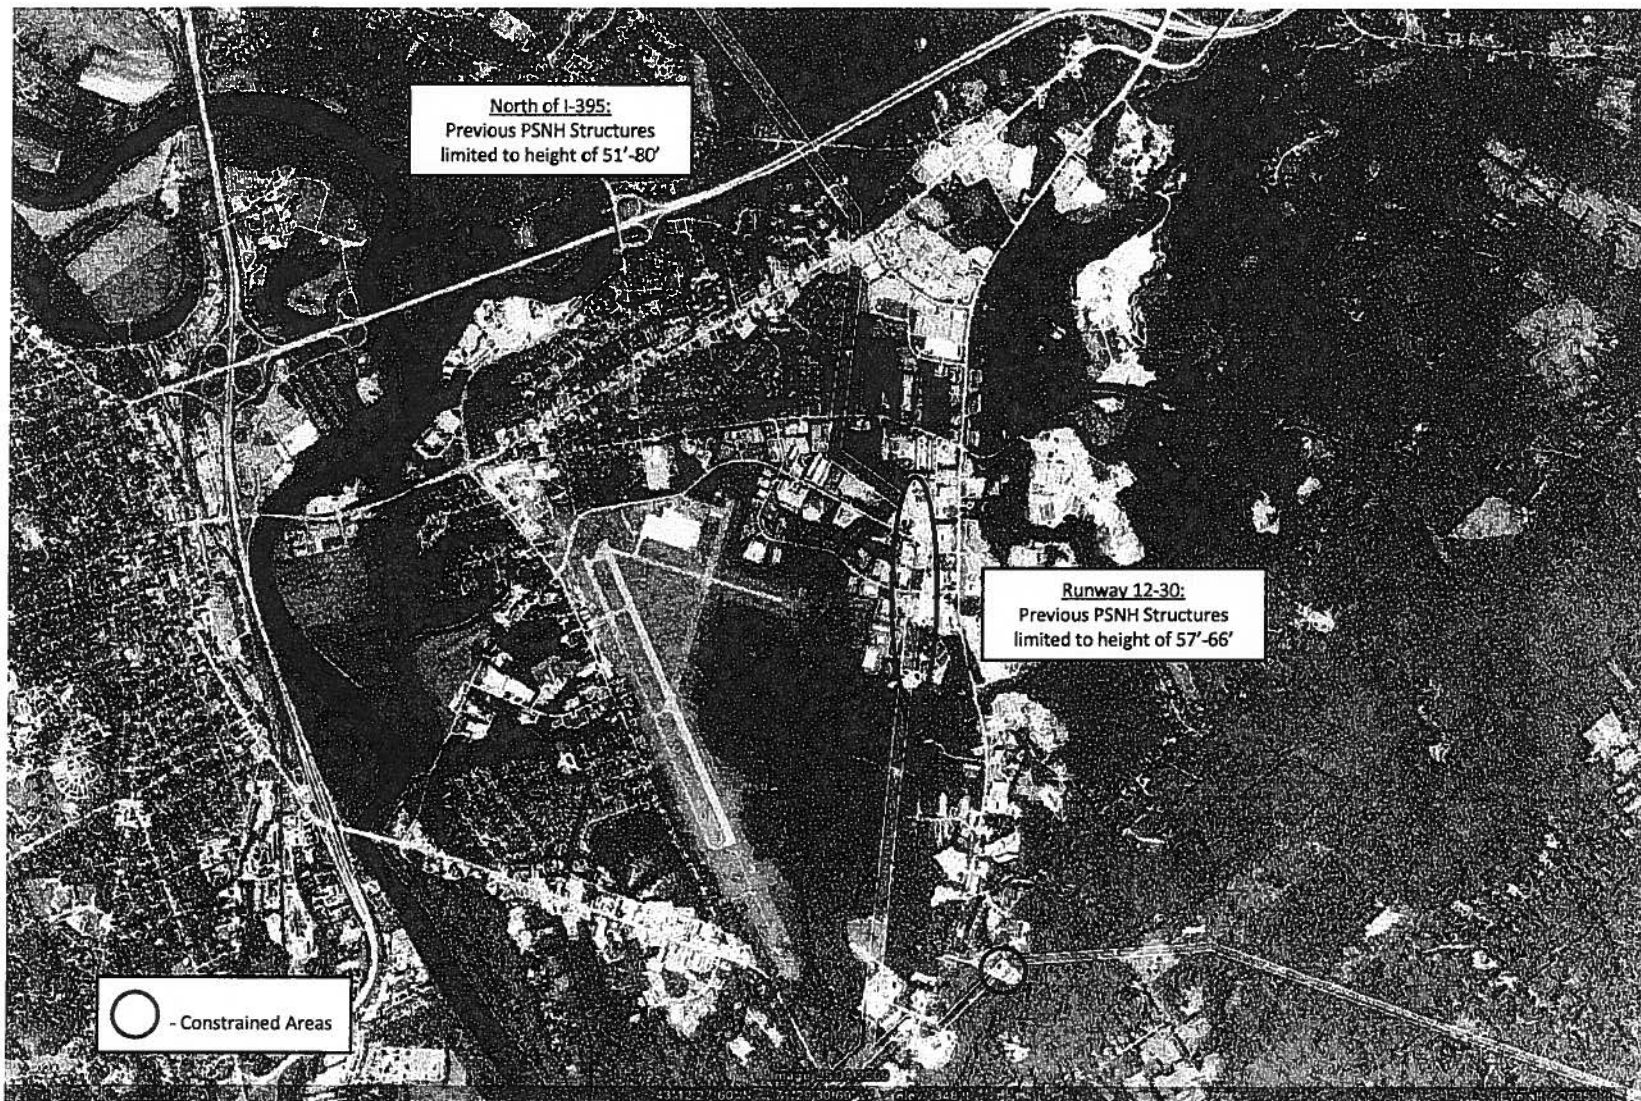 North of I-395:
Previous PSNH Structures
limited to height of 51'-80'
Runway 12-30:
Previous PSNH Structures
limited to height of 57'-66'
- Constrained Areas